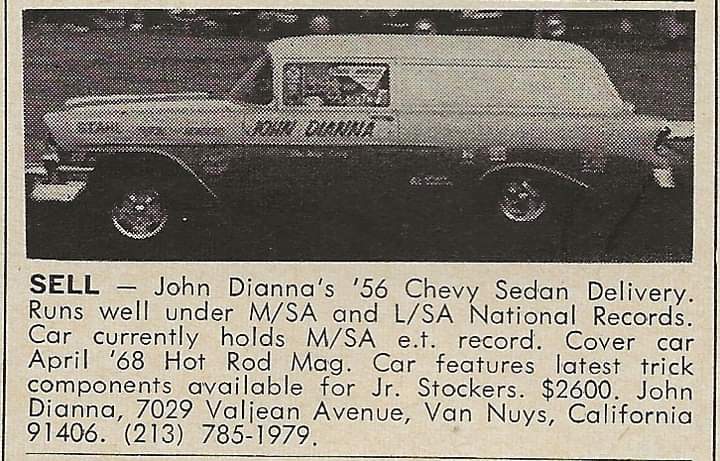 STAHL
JOHN DIANNA
SELL — John Dianna's '56 Chevy Sedan Delivery.
Runs well under M/SA and L/SA National Records.
Car currently holds M/SA e.t. record. Cover car
April '68 Hot Rod Mag. Car features latest trick
components available for Jr. Stockers. $2600. John
Dianna, 7029 Valjean Avenue, Van Nuys, California
91406. (213) 785-1979.